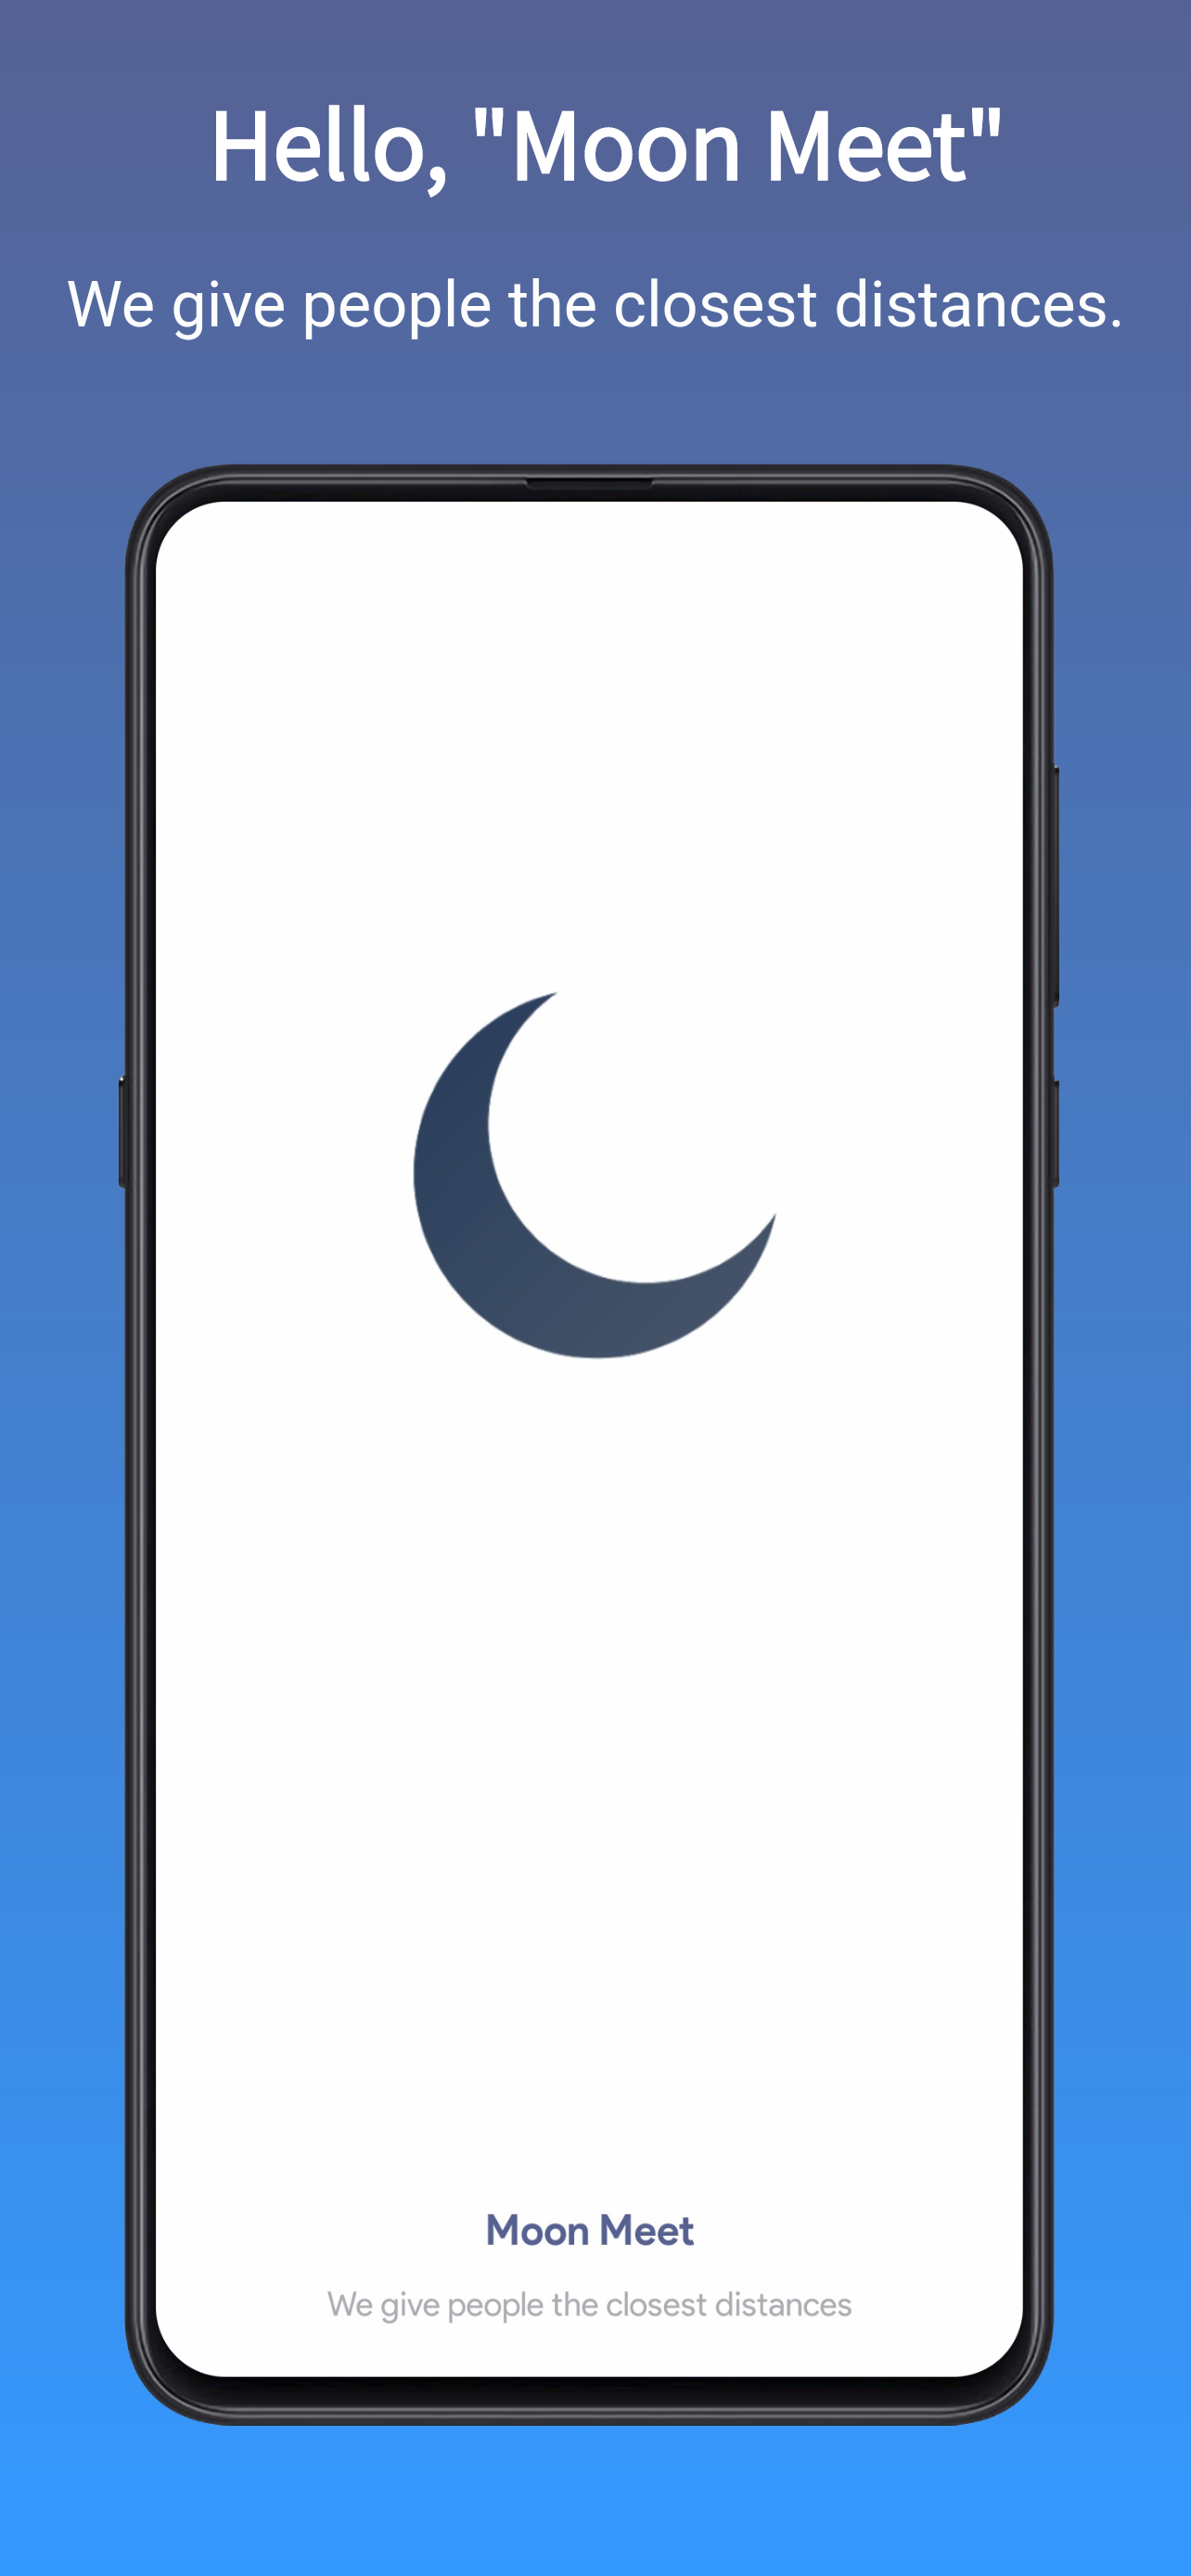 Hello, "Moon Meet"
We give people the closest distances.
Moon Meet
We give people the closest distances